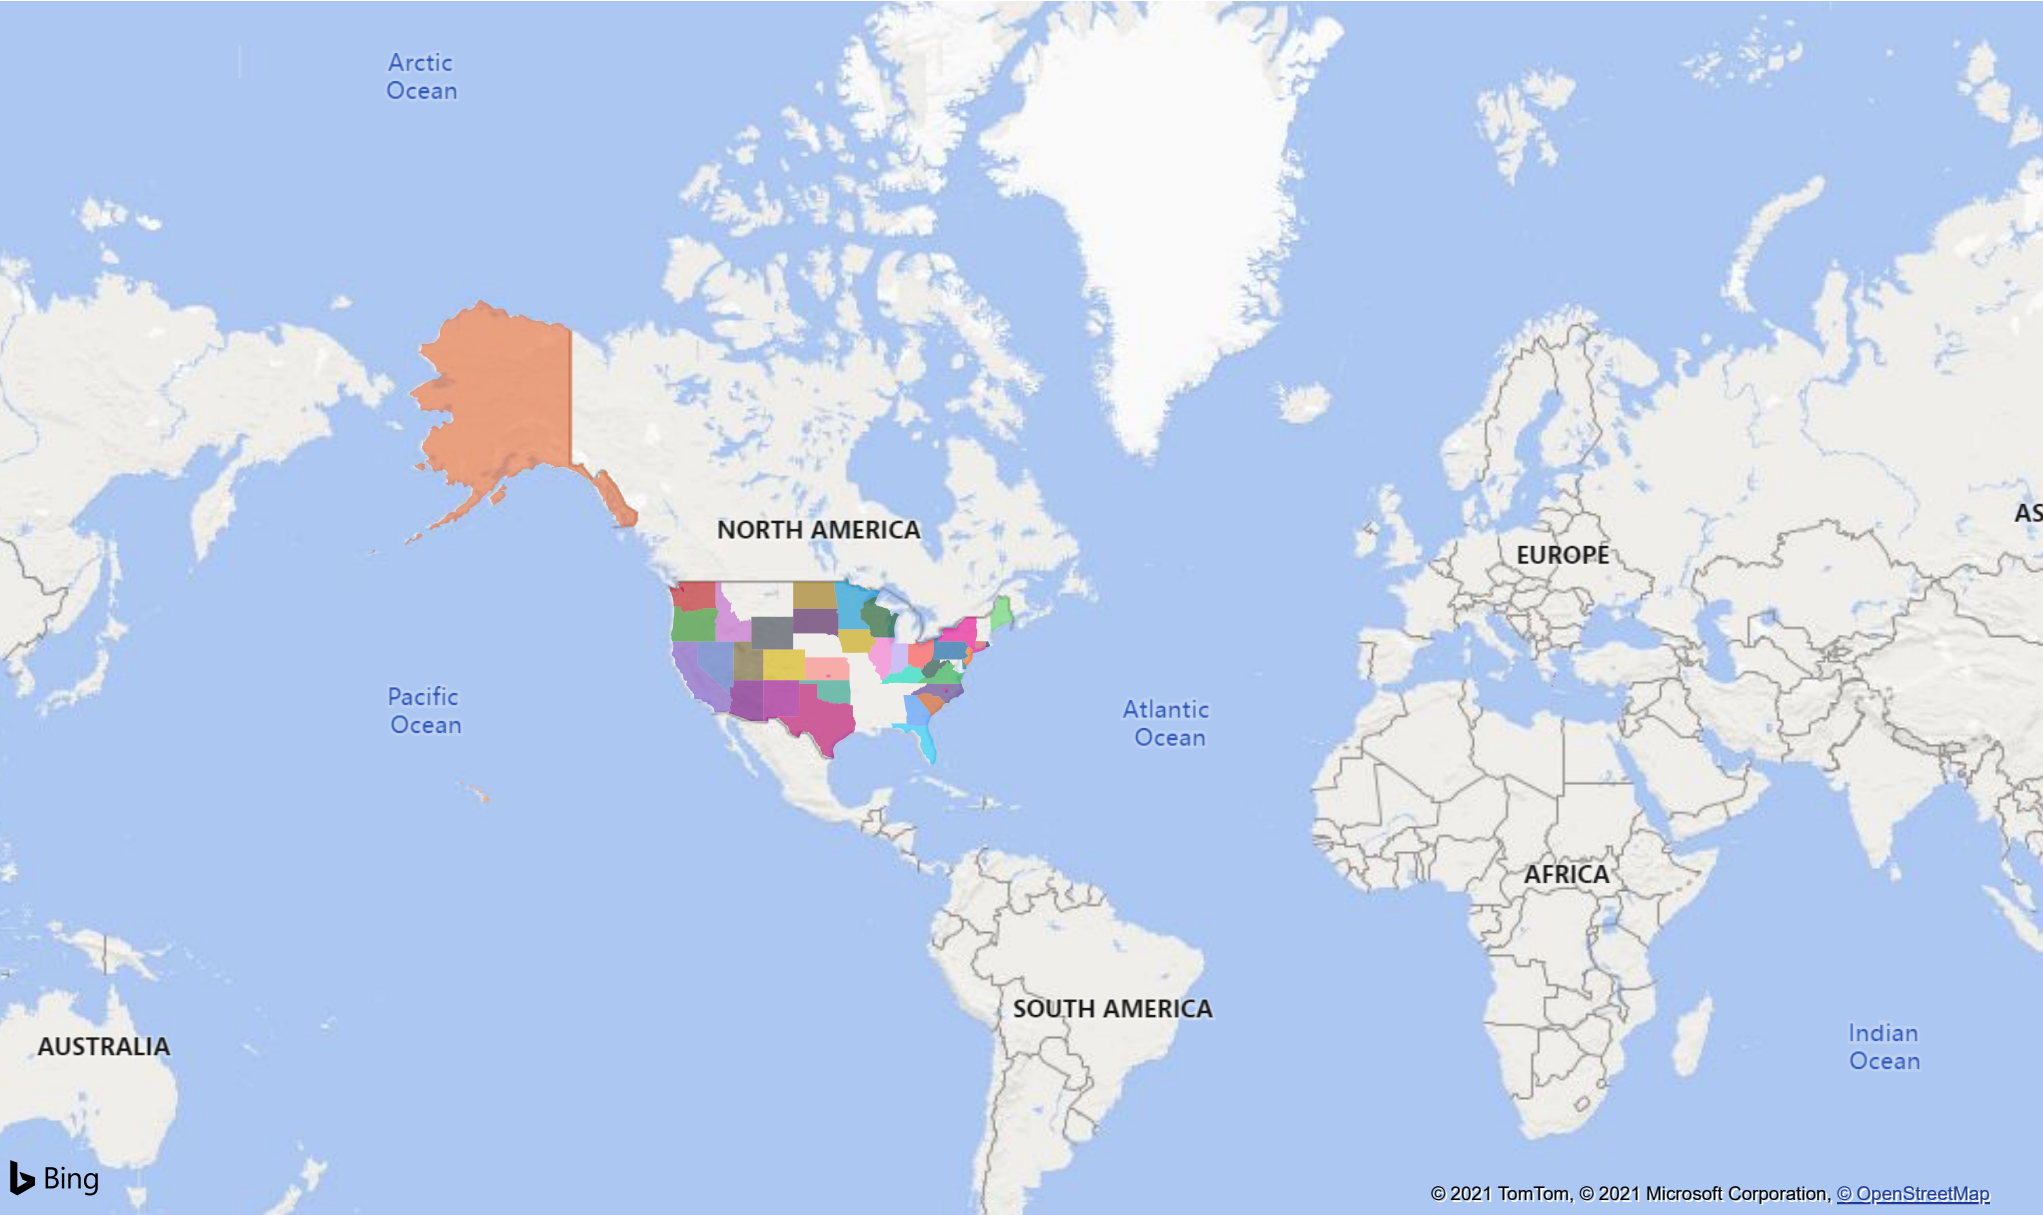 Arctic
Ocean
NORTH AMERICA
AS
EUROPE
Pacific
Ocean
Atlantic
Ocean
AFRICA
SOUTH AMERICA
AUSTRALIA
Indian
Ocean
Bing
© 2021 TomTom, © 2021 Microsoft Corporation, © OpenStreetMap